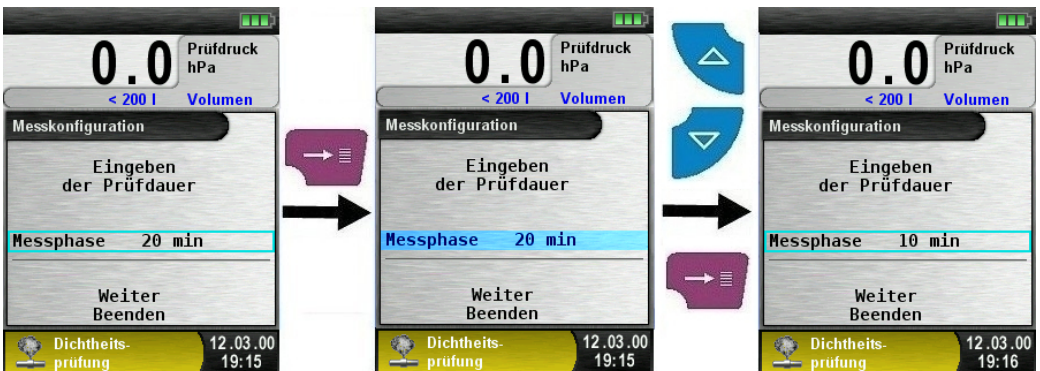 0.0
Prüfdruck
hPa
< 200 l Volumen
Messkonfiguration
Eingeben
der Prüfdauer
Messphase 20 min
Weiter
Beenden
Dichtheits-
prüfung
12.03.00
19:15
0.0
Prüfdruck
hPa
< 200 l Volumen
Messkonfiguration
Eingeben
der Prüfdauer
Messphase 20 min
Weiter
Beenden
Dichtheits-
prüfung
12.03.00
19:15
0.0
Prüfdruck
hPa
< 200 l Volumen
Messkonfiguration
Eingeben
der Prüfdauer
Messphase 10 min
Weiter
Beenden
Dichtheits-
prüfung
12.03.00
19:16